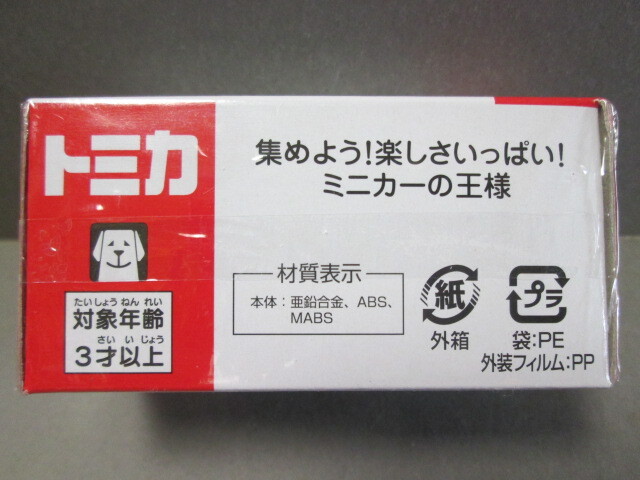 トミカ
集めよう!楽しさいっぱい!
ミニカーの王様
たいしょうねんれい
対象年齢
さいいじょう
3才以上
材質表示
本体:亜鉛合金、ABS、
MABS
紙
外箱
プラ
袋:PE
外装フィルム:PP